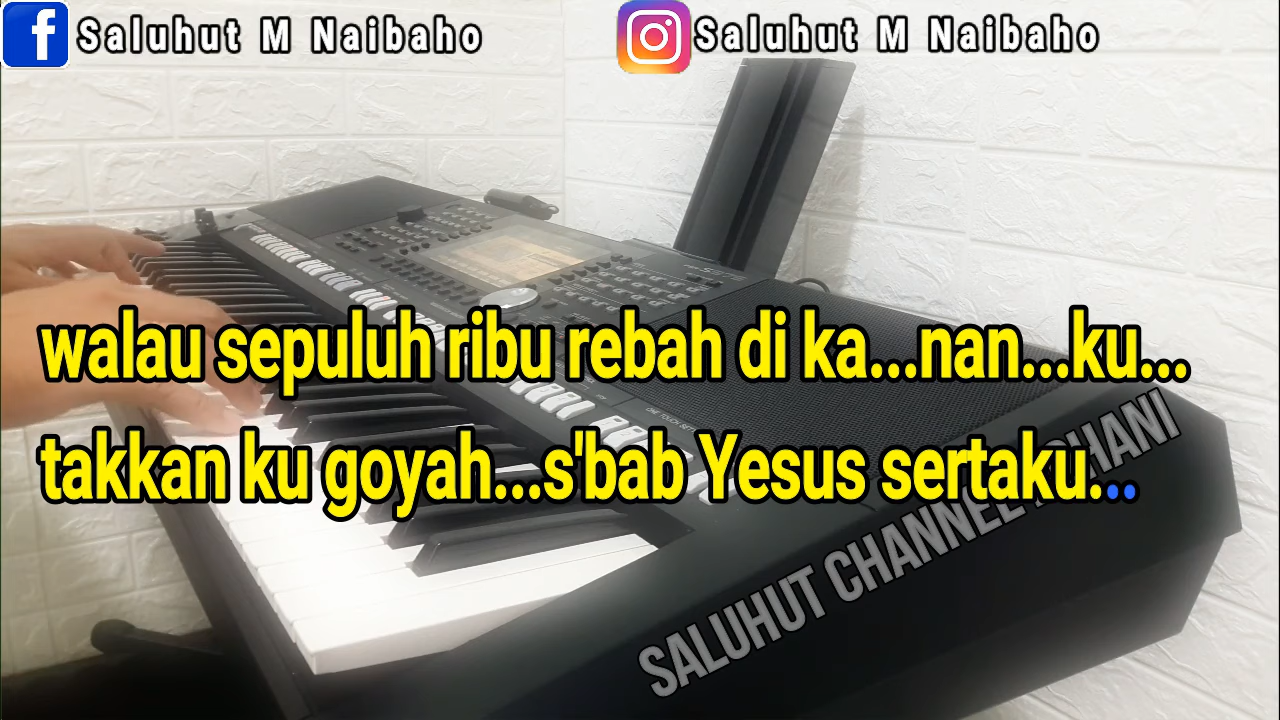 Saluhut M Naibaho
Saluhut M Naibaho
walau sepuluh ribu rebah di ka...nan...ku...
takkan ku goyah...s'bab Yesus sertaku...
SALUHUT CHANNEL